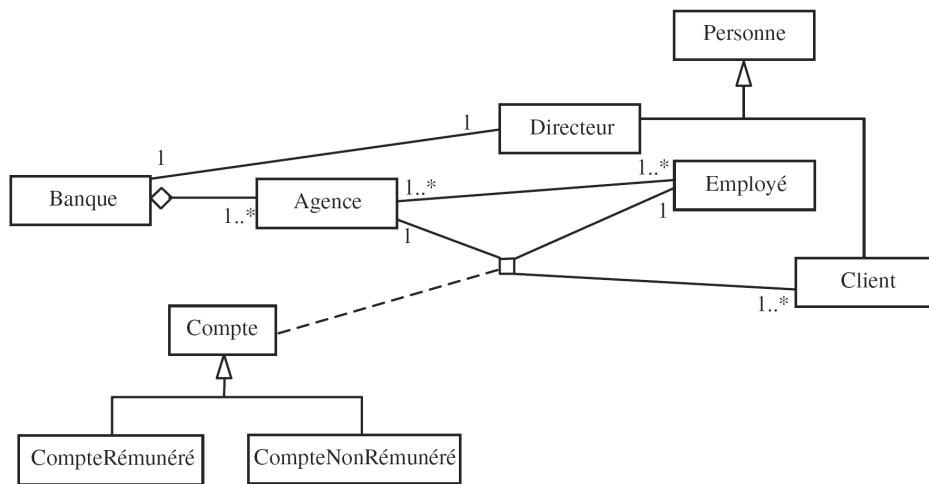 Personne
1
Directeur
1
1..*
Employé
Banque
1..*
Agence
1..*
1
1
Client
1..*
Compte
CompteRémunéré
CompteNonRémunéré